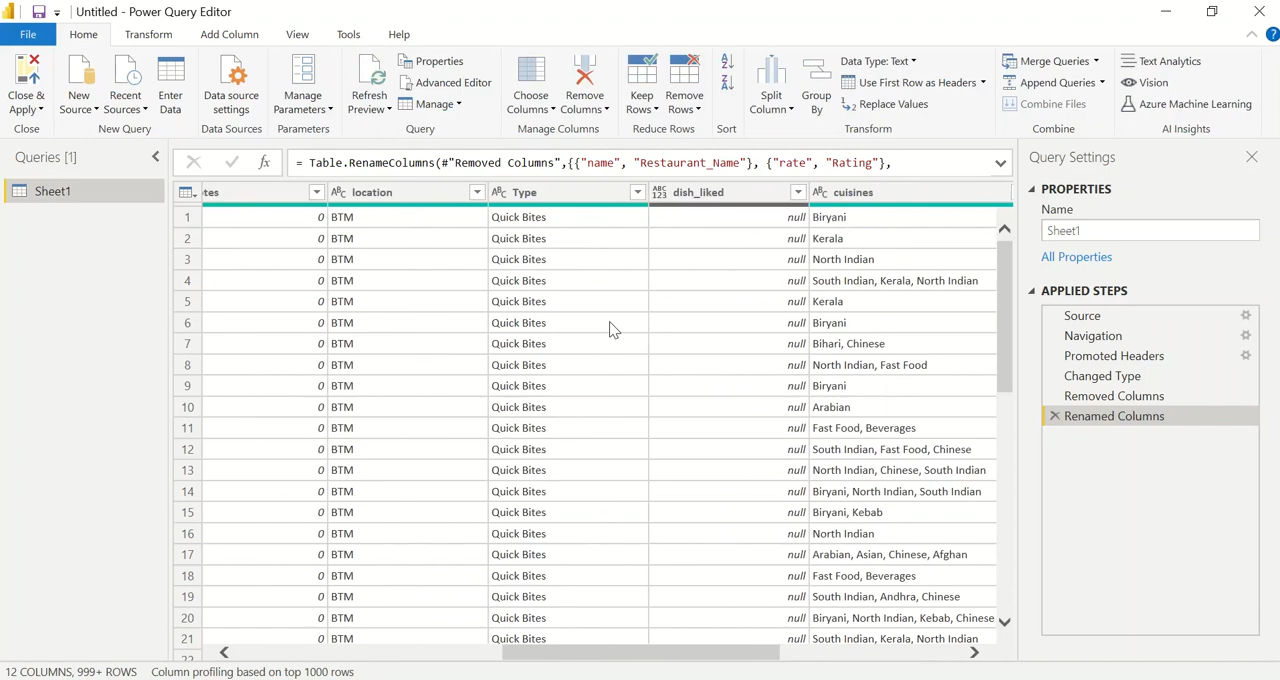 Untitled - Power Query Editor
File Home Transform Add Column View Tools Help
Close & Apply
Close
New Source
Recent Sources
Enter Data
New Query
Data source settings
Data Sources
Manage Parameters
Parameters
Refresh Preview
Properties
Advanced Editor
Manage
Query
Choose Columns
Remove Columns
Manage Columns
Keep Rows
Remove Rows
Reduce Rows
Sort
Split Column
Group By
Data Type: Text
Use First Row as Headers
Replace Values
Transform
Merge Queries
Append Queries
Combine Files
Combine
Text Analytics
Vision
Azure Machine Learning
AI Insights
Queries [1]
Sheet1
fx = Table.RenameColumns(#"Removed Columns",{{"name", "Restaurant_Name"}, {"rate", "Rating"},
tes ABC location ABC Type ABC 123 dish_liked ABC cuisines
1 0 BTM Quick Bites null Biryani
2 0 BTM Quick Bites null Kerala
3 0 BTM Quick Bites null North Indian
4 0 BTM Quick Bites null South Indian, Kerala, North Indian
5 0 BTM Quick Bites null Kerala
6 0 BTM Quick Bites null Biryani
7 0 BTM Quick Bites null Bihari, Chinese
8 0 BTM Quick Bites null North Indian, Fast Food
9 0 BTM Quick Bites null Biryani
10 0 BTM Quick Bites null Arabian
11 0 BTM Quick Bites null Fast Food, Beverages
12 0 BTM Quick Bites null South Indian, Fast Food, Chinese
13 0 BTM Quick Bites null North Indian, Chinese, South Indian
14 0 BTM Quick Bites null Biryani, North Indian, South Indian
15 0 BTM Quick Bites null Biryani, Kebab
16 0 BTM Quick Bites null North Indian
17 0 BTM Quick Bites null Arabian, Asian, Chinese, Afghan
18 0 BTM Quick Bites null Fast Food, Beverages
19 0 BTM Quick Bites null South Indian, Andhra, Chinese
20 0 BTM Quick Bites null Biryani, North Indian, Kebab, Chinese
21 0 BTM Quick Bites null South Indian, Kerala, North Indian
22
Query Settings
PROPERTIES
Name
Sheet1
All Properties
APPLIED STEPS
Source
Navigation
Promoted Headers
Changed Type
Removed Columns
Renamed Columns
12 COLUMNS, 999+ ROWS Column profiling based on top 1000 rows